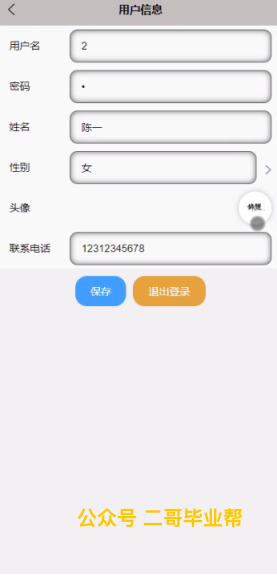 用户信息
用户名 2
密码 •
姓名 陈一
性别 女
头像
联系电话 12312345678
保存 退出登录
公众号 二哥毕业帮